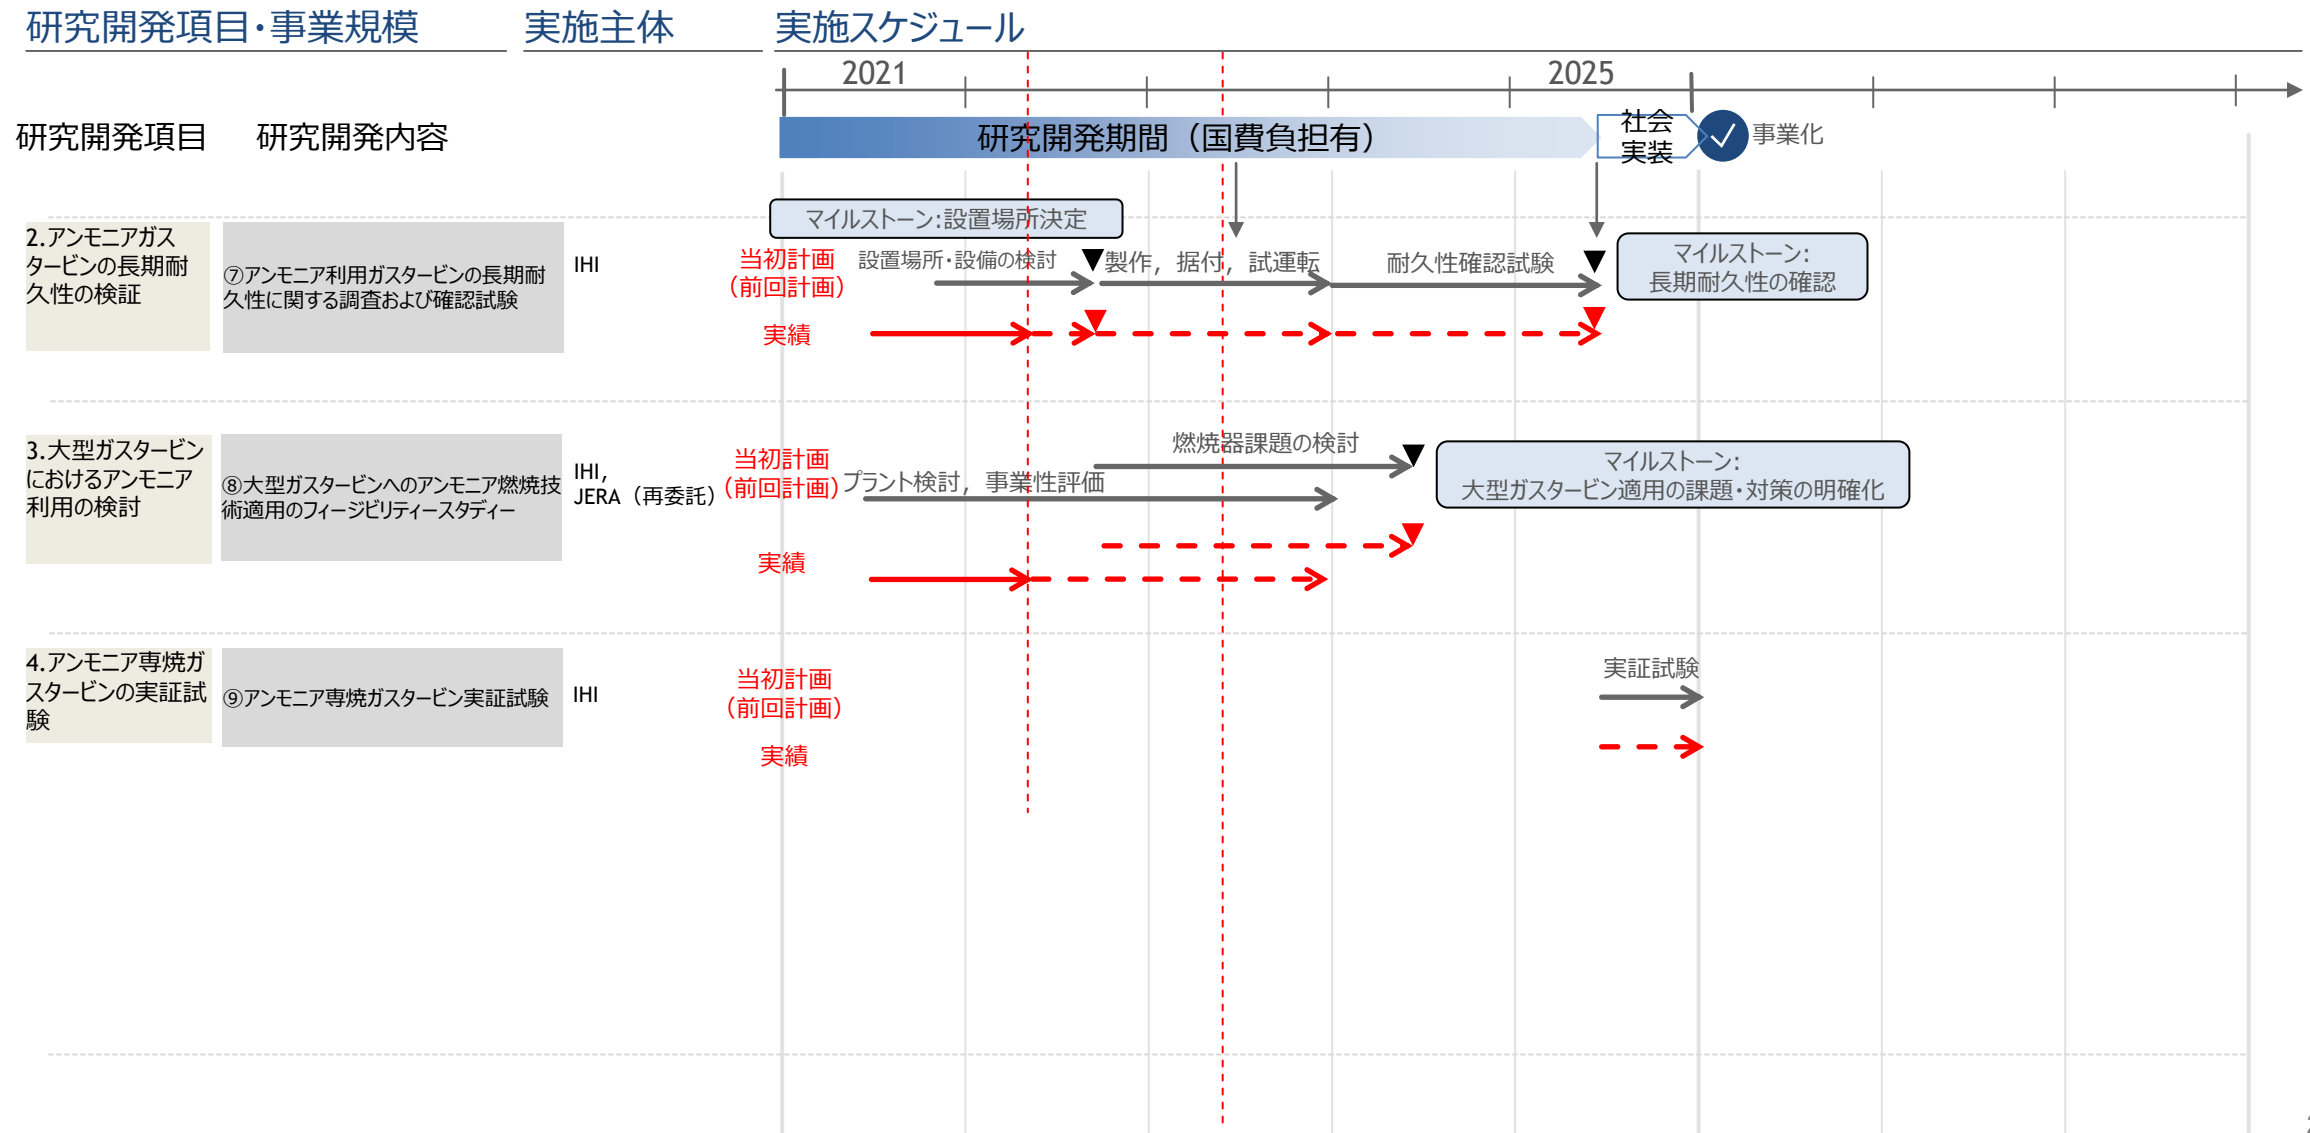 研究開発項目・事業規模
実施主体
実施スケジュール
2021
2025
研究開発項目
研究開発内容
研究開発期間（国費負担有）
社会
実装
事業化
マイルストーン:設置場所決定
2.アンモニアガス
タービンの長期耐
久性の検証
⑦アンモニア利用ガスタービンの長期耐
久性に関する調査および確認試験
IHI
当初計画
（前回計画）
設置場所・設備の検討
製作，据付，試運転
耐久性確認試験
マイルストーン:
長期耐久性の確認
実績
3.大型ガスタービン
におけるアンモニア
利用の検討
⑧大型ガスタービンへのアンモニア燃焼技
術適用のフィージビリティースタディー
IHI,
JERA（再委託）
当初計画
（前回計画）
燃焼器課題の検討
プラント検討，事業性評価
マイルストーン:
大型ガスタービン適用の課題・対策の明確化
実績
4.アンモニア専焼ガ
スタービンの実証試
験
⑨アンモニア専焼ガスタービン実証試験
IHI
当初計画
（前回計画）
実証試験
実績